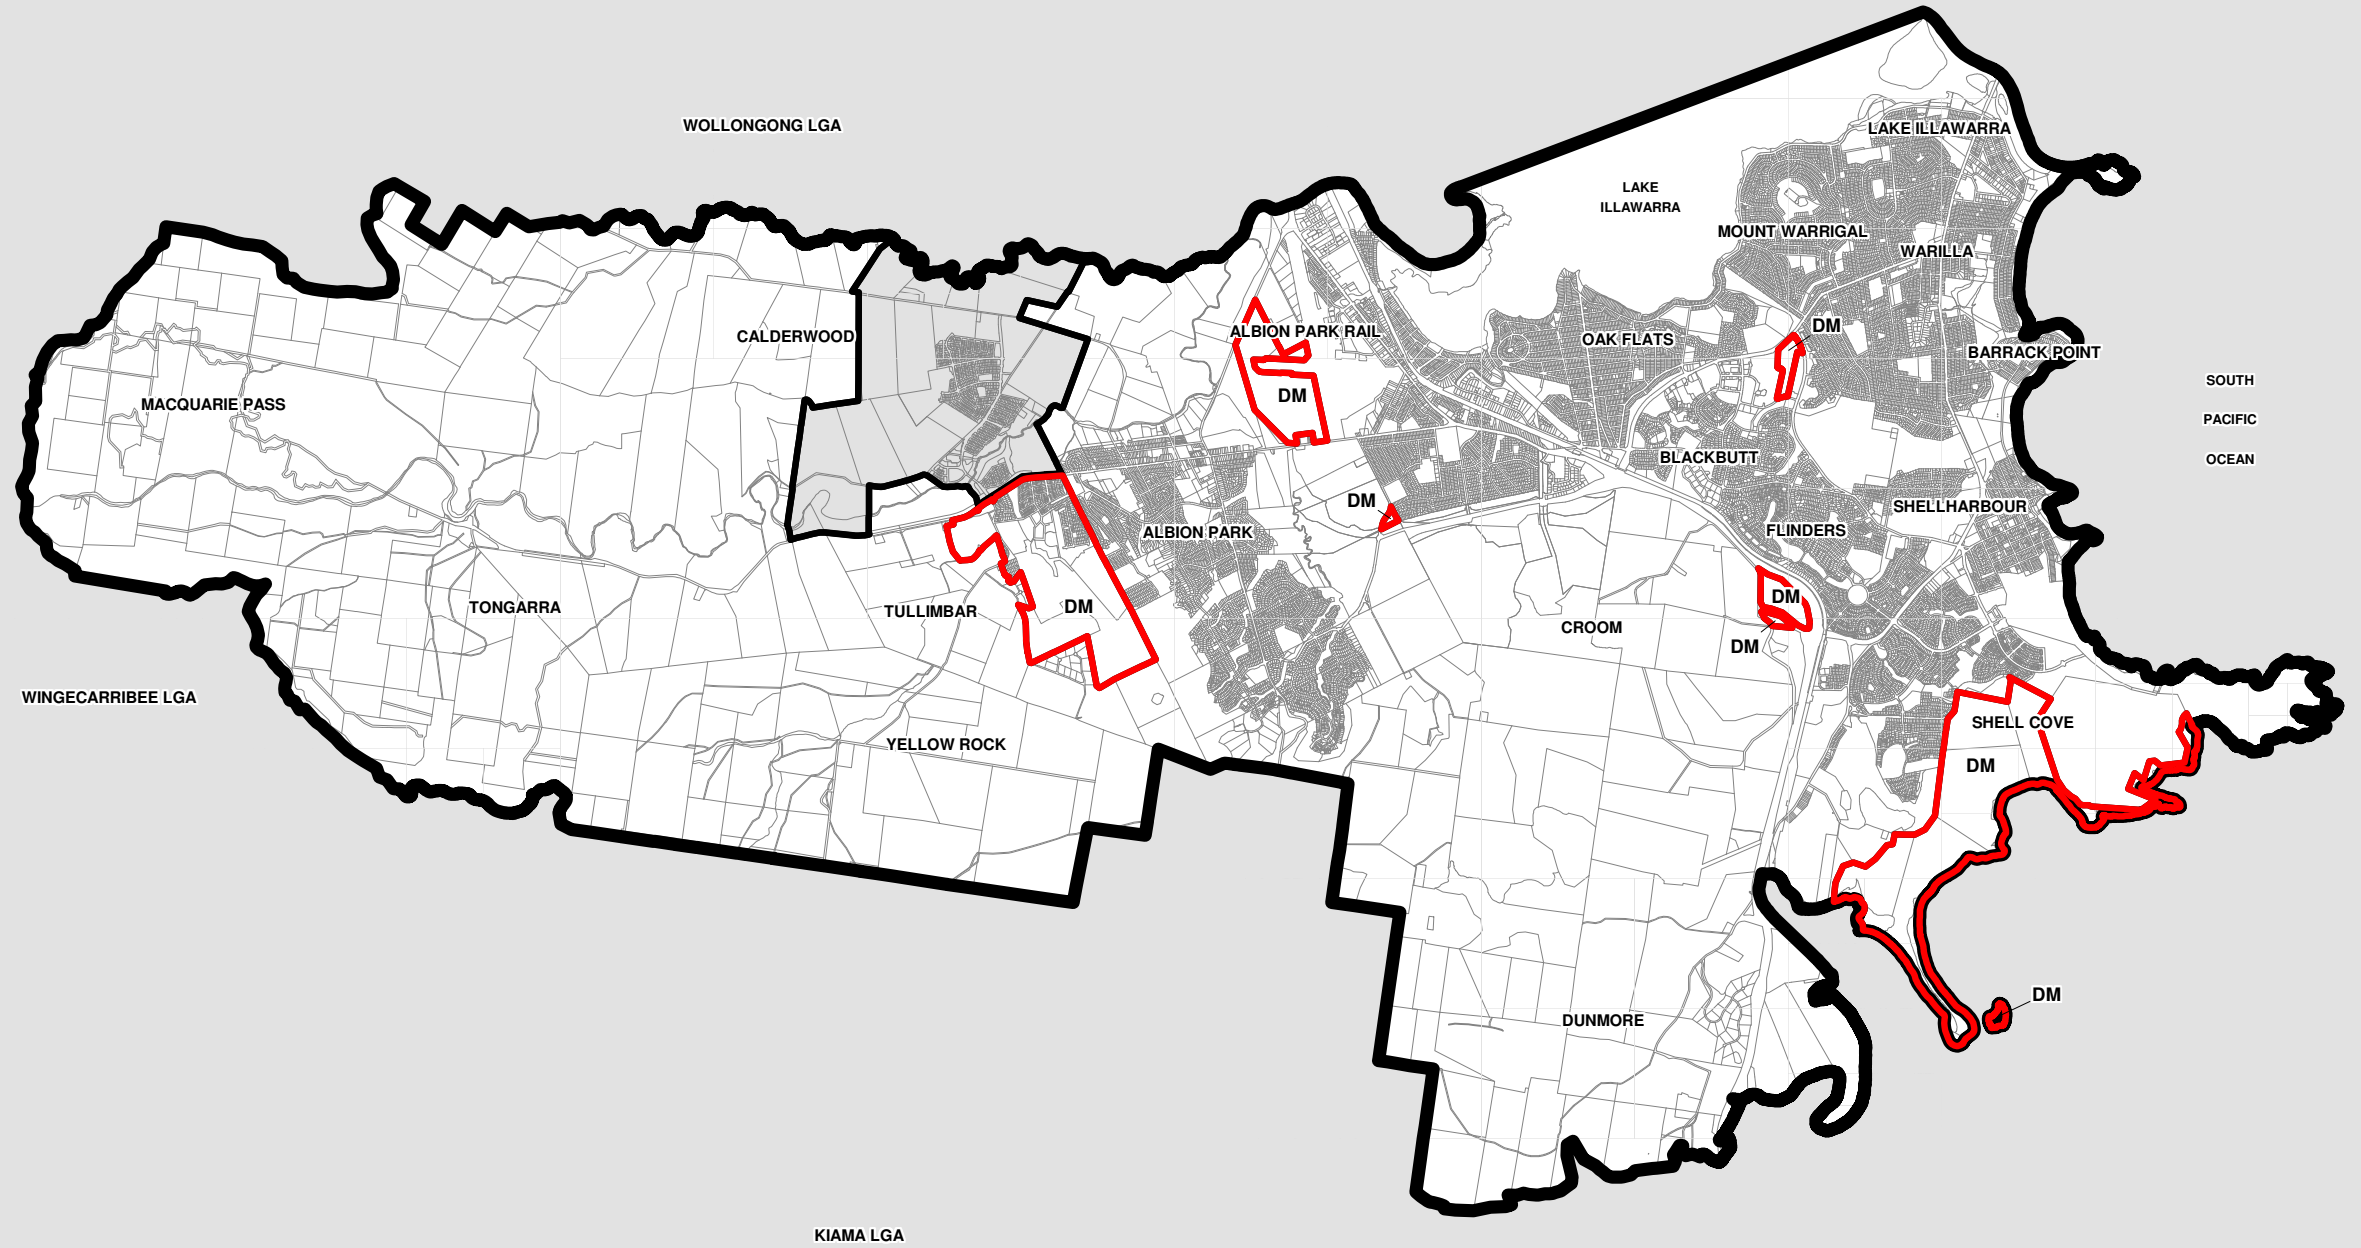 WOLLONGONG LGA
LAKE ILLAWARRA
LAKE
ILLAWARRA
MOUNT WARRIGAL
WARILLA
DM
ALBION PARK RAIL
CALDERWOOD
OAK FLATS
BARRACK POINT
SOUTH
PACIFIC
OCEAN
MACQUARIE PASS
DM
BLACKBUTT
DM
SHELLHARBOUR
FLINDERS
ALBION PARK
DM
TONGARRA
TULLIMBAR
DM
CROOM
DM
WINGECARRIBEE LGA
SHELL COVE
YELLOW ROCK
DM
DM
DUNMORE
KIAMA LGA